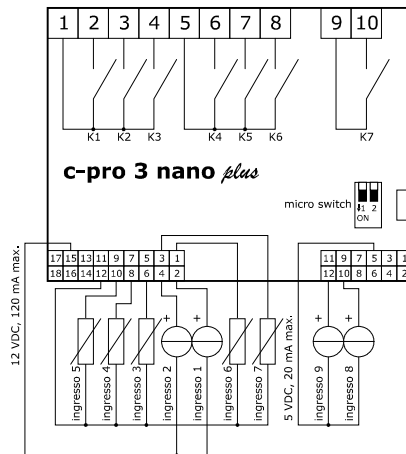 1 2 3 4 5 6 7 8 9 10
K1 K2 K3 K4 K5 K6 K7
c-pro 3 nano plus
micro switch
1 2
ON
17 15 13 11 9 7 5 3 1
18 16 14 12 10 8 6 4 2
11 9 7 5 3 1
12 10 8 6 4 2
12 VDC, 120 mA max.
ingresso 5
ingresso 4
ingresso 3
+
ingresso 2
+
ingresso 1
ingresso 6
ingresso 7
5 VDC, 20 mA max.
+
ingresso 9
+
ingresso 8